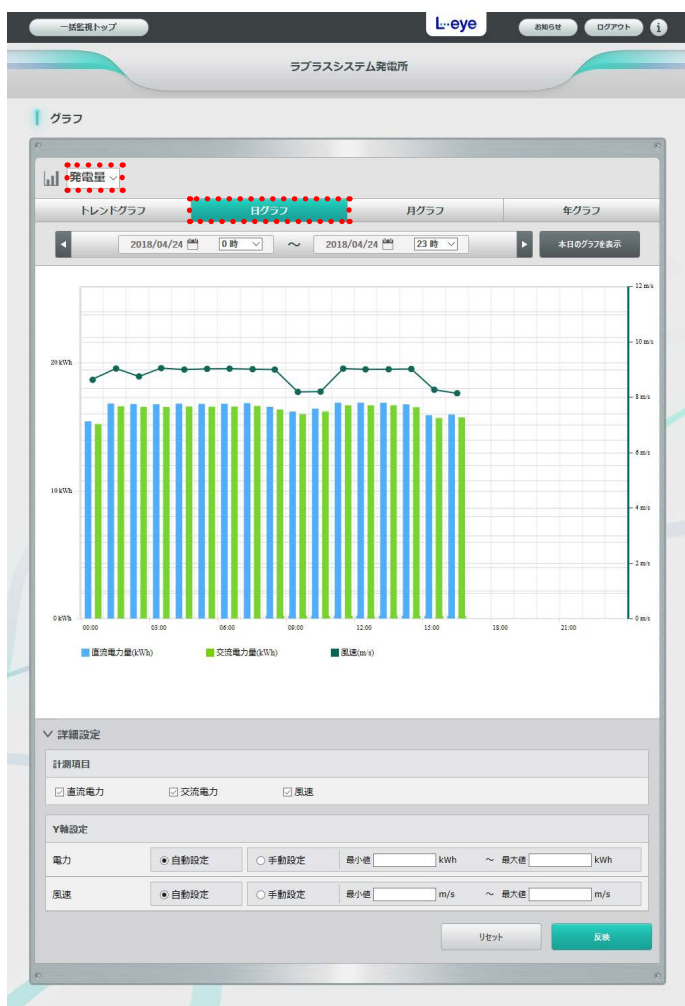 一括監視トップ L・eye お知らせ ログアウト i
ラプラスシステム発電所
グラフ
発電量
トレンドグラフ 日グラフ 月グラフ 年グラフ
2018/04/24 0 時 ～ 2018/04/24 23 時 本日のグラフを表示
12 m/s
10 m/s
20 kWh
8 m/s
6 m/s
10 kWh
4 m/s
2 m/s
0 kWh 0 m/s
00:00 03:00 06:00 09:00 12:00 15:00 18:00 21:00
直流電力量(kWh) 交流電力量(kWh) 風速(m/s)
詳細設定
計測項目
直流電力 交流電力 風速
Y軸設定
電力 自動設定 手動設定 最小値 kWh ～ 最大値 kWh
風速 自動設定 手動設定 最小値 m/s ～ 最大値 m/s
リセット 反映